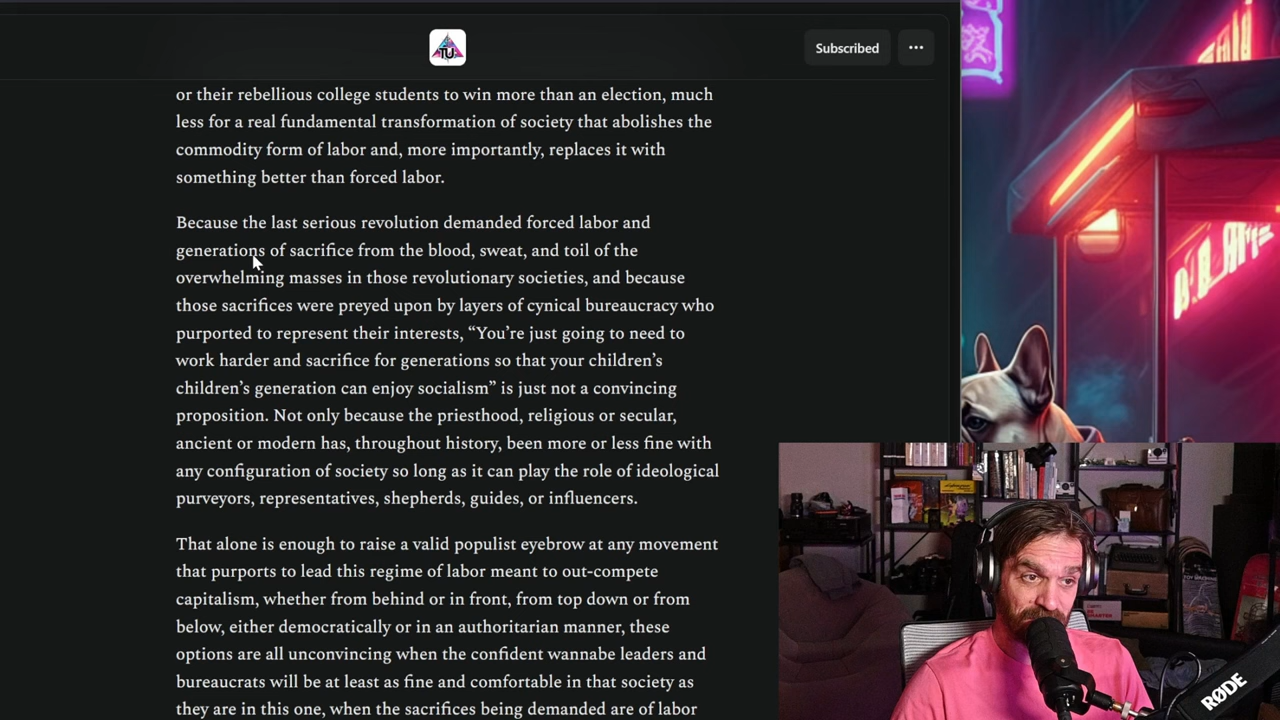 TU
Subscribed
or their rebellious college students to win more than an election, much
less for a real fundamental transformation of society that abolishes the
commodity form of labor and, more importantly, replaces it with
something better than forced labor.
Because the last serious revolution demanded forced labor and
generations of sacrifice from the blood, sweat, and toil of the
overwhelming masses in those revolutionary societies, and because
those sacrifices were preyed upon by layers of cynical bureaucracy who
purported to represent their interests, “You’re just going to need to
work harder and sacrifice for generations so that your children’s
children’s generation can enjoy socialism” is just not a convincing
proposition. Not only because the priesthood, religious or secular,
ancient or modern has, throughout history, been more or less fine with
any configuration of society so long as it can play the role of ideological
purveyors, representatives, shepherds, guides, or influencers.
That alone is enough to raise a valid populist eyebrow at any movement
that purports to lead this regime of labor meant to out-compete
capitalism, whether from behind or in front, from top down or from
below, either democratically or in an authoritarian manner, these
options are all unconvincing when the confident wannabe leaders and
bureaucrats will be at least as fine and comfortable in that society as
they are in this one, when the sacrifices being demanded are of labor
RØDE